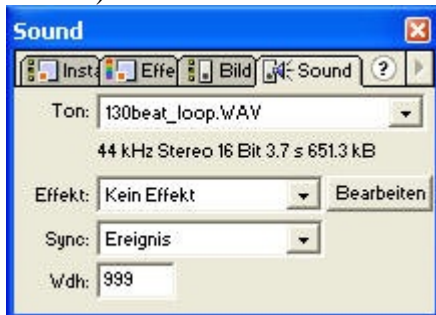 Sound
Insta Effe Bild Sound ?
Ton: 130beat_loop.WAV
44 kHz Stereo 16 Bit 3.7 s 651.3 kB
Effekt: Kein Effekt Bearbeiten
Sync: Ereignis
Wdh: 999